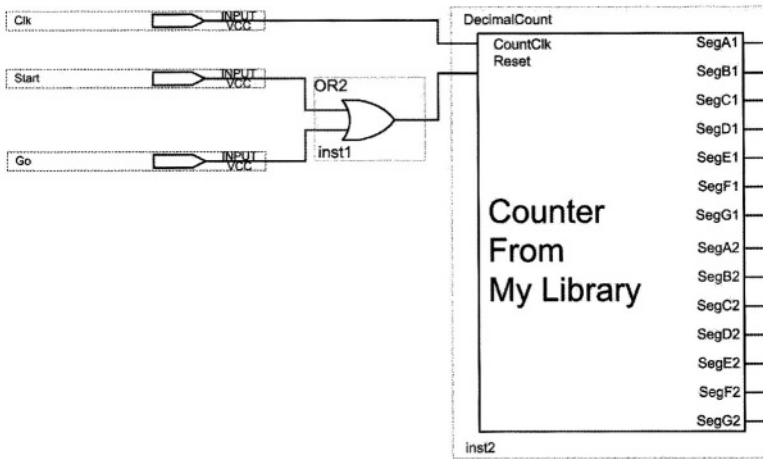 Clk
INPUT
VCC
Start
INPUT
VCC
Go
INPUT
VCC
OR2
inst1
DecimalCount
CountClk
Reset
Counter
From
My Library
SegA1
SegB1
SegC1
SegD1
SegE1
SegF1
SegG1
SegA2
SegB2
SegC2
SegD2
SegE2
SegF2
SegG2
inst2